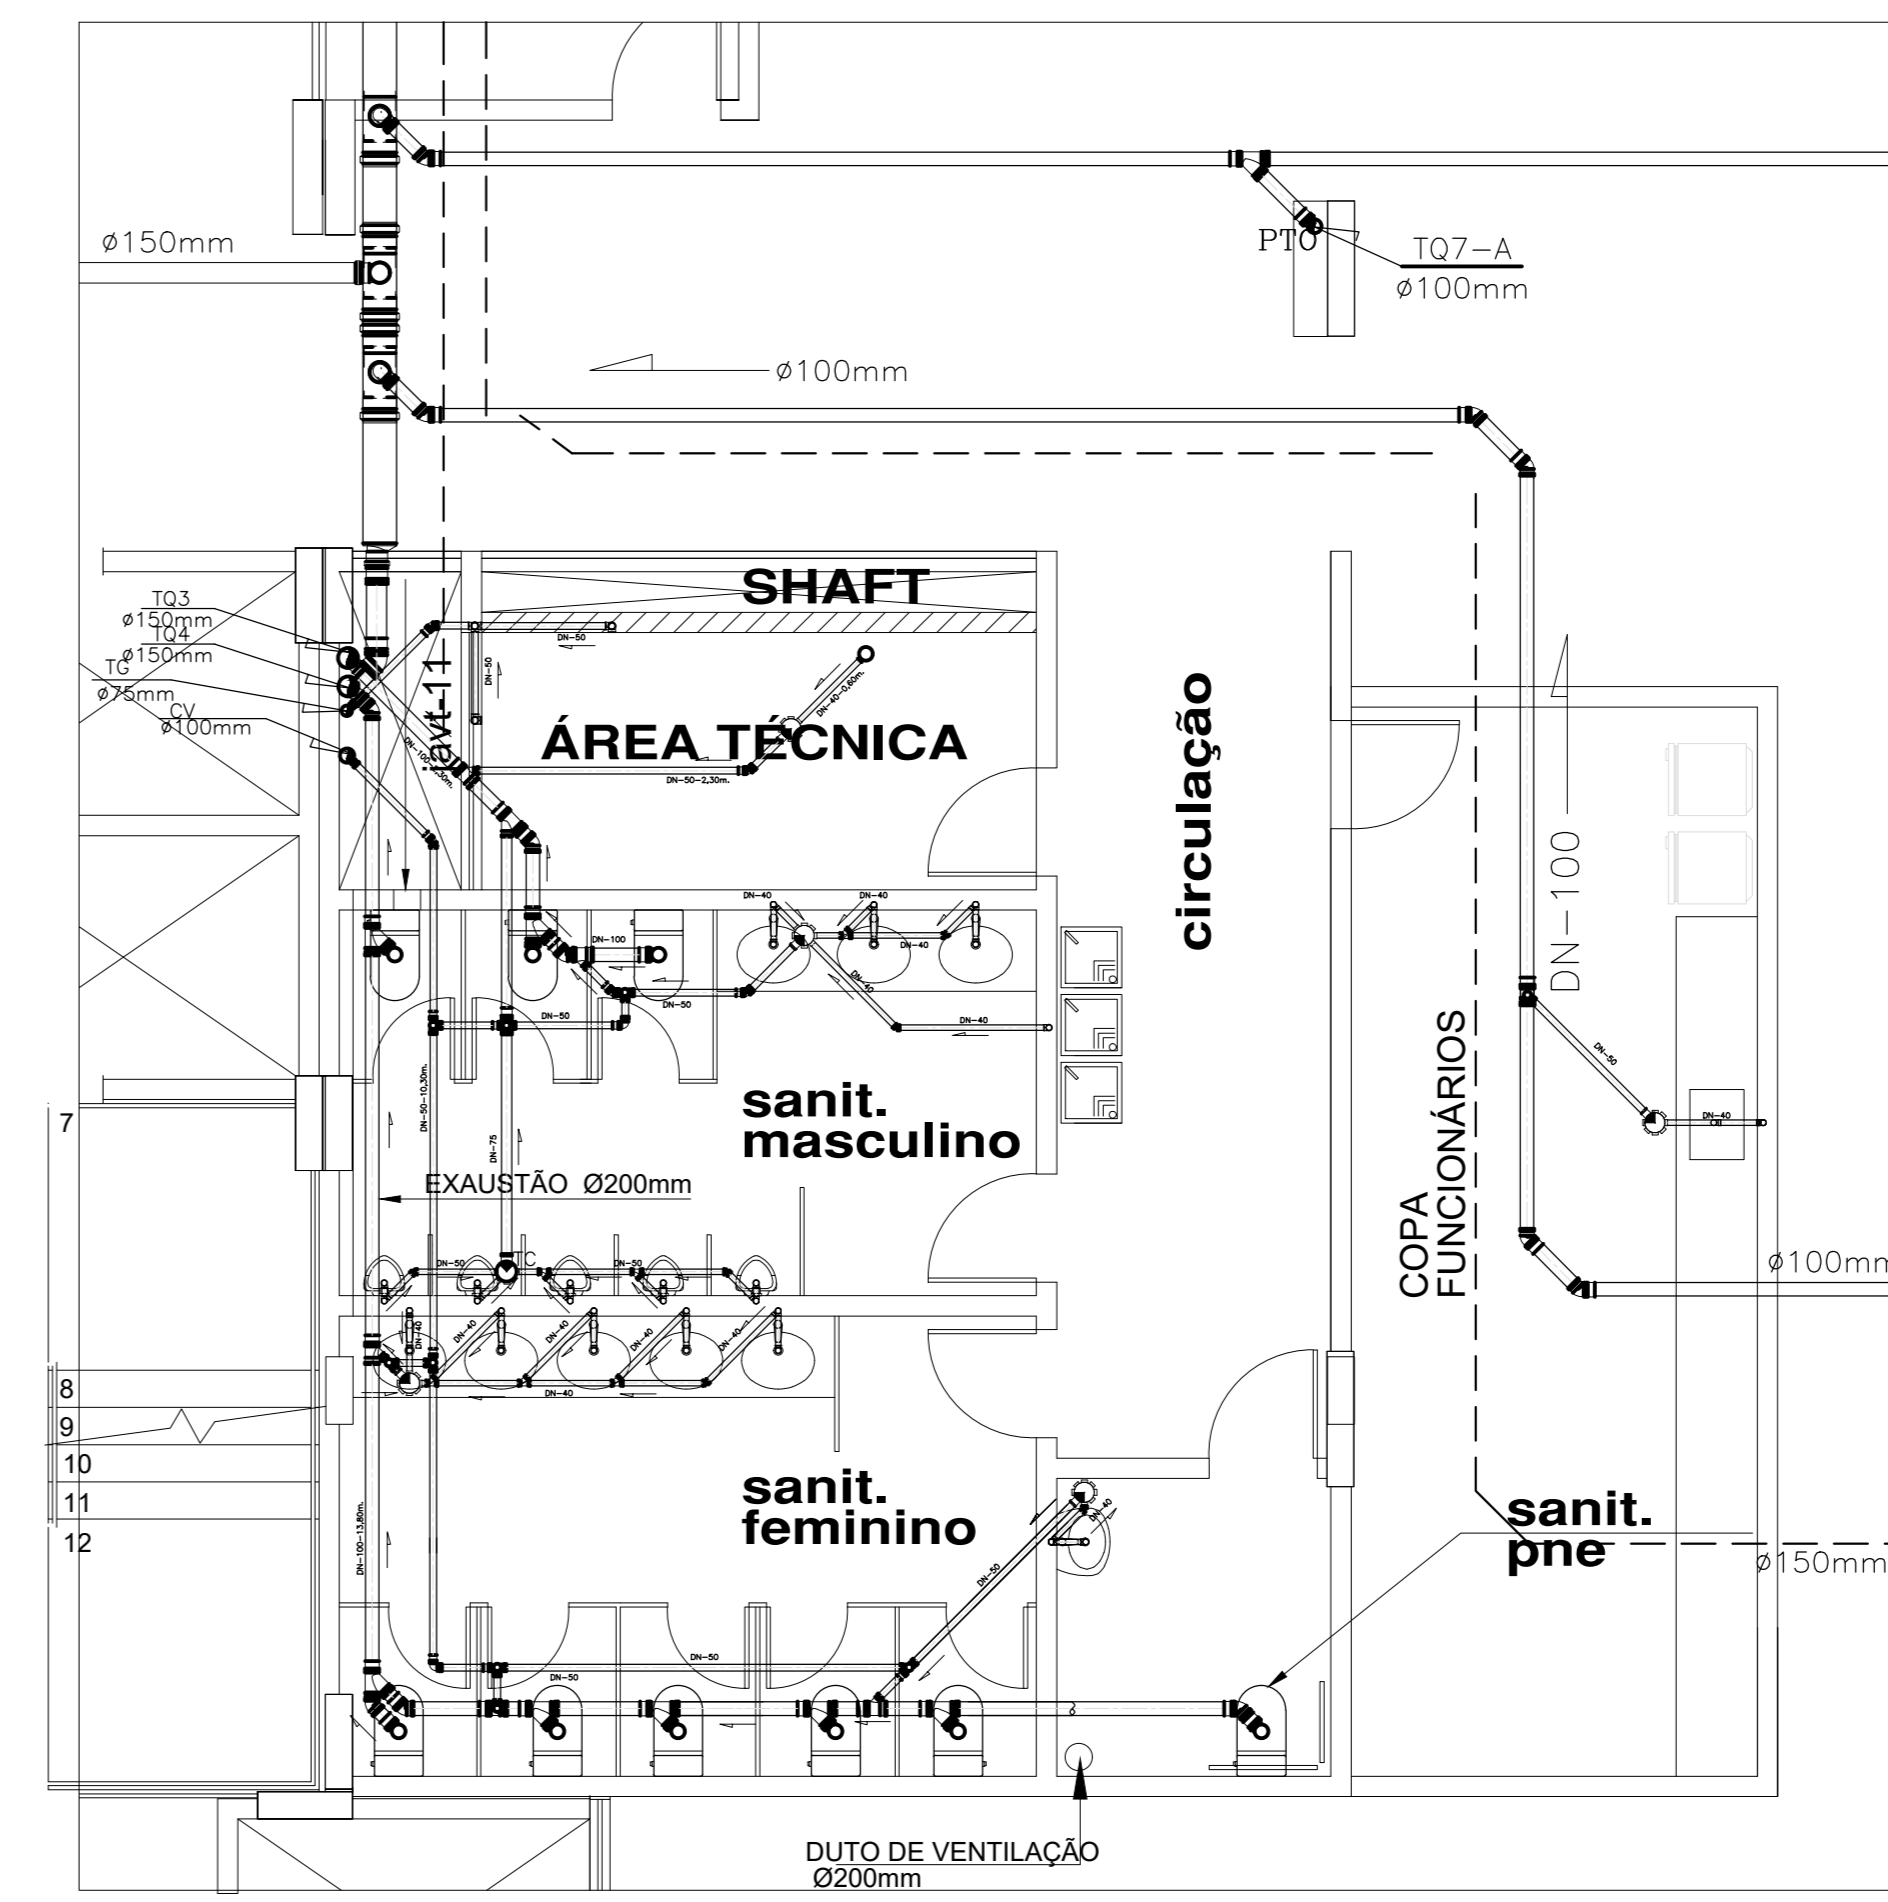 ø150mm
PTO
TQ7-A
ø100mm
ø100mm
SHAFT
TQ3
ø150mm
TQ4
ø150mm
TG
ø75mm
CV
ø100mm
DN-50
DN-50
DN-40-0,60m.
ÁREA TÉCNICA
DN-50-2,30m.
circulação
DN-100
DN-40
DN-40
DN-100
DN-40
DN-40
DN-50
DN-50
DN-40
DN-50
DN-40
COPA
FUNCIONÁRIOS
sanit.
masculino
DN-50-10,30m.
DN-75
7
EXAUSTÃO Ø200mm
TC
DN-50
DN-50
ø100mm
DN-40
DN-40
DN-40
DN-40
DN-40
DN-40
8
9
10
11
12
sanit.
feminino
DN-40
DN-50
sanit.
pne
ø150mm
DN-100-13,80m.
DN-50
DN-50
DUTO DE VENTILAÇÃO
Ø200mm